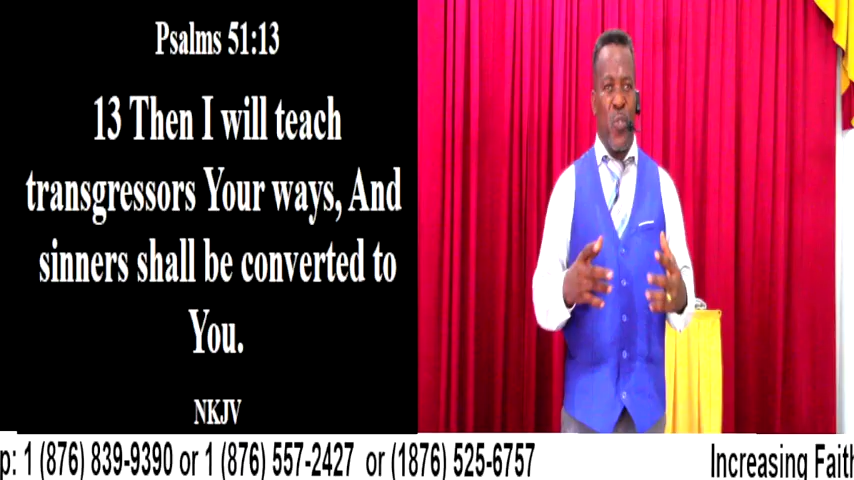 Psalms 51:13
13 Then I will teach
transgressors Your ways, And
sinners shall be converted to
You.
NKJV
p: 1 (876) 839-9390 or 1 (876) 557-2427 or (1876) 525-6757 Increasing Faith